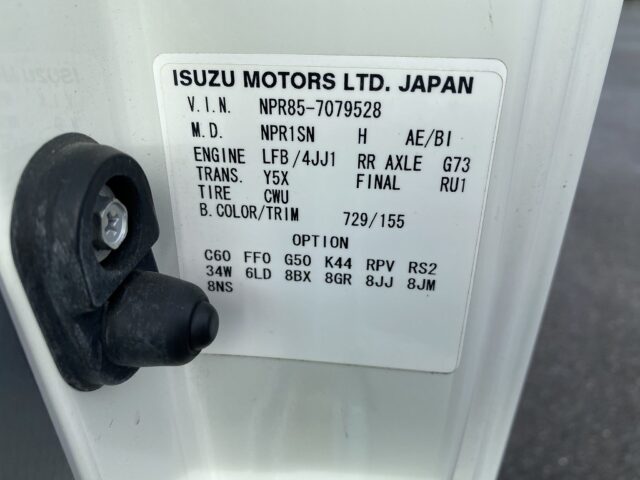 ISUZU MOTORS LTD. JAPAN
V.I.N. NPR85-7079528
M.D. NPR1SN H AE/BI
ENGINE LFB/4JJ1 RR AXLE G73
TRANS. Y5X FINAL RU1
TIRE CWU
B.COLOR/TRIM 729/155
OPTION
C60 FF0 G50 K44 RPV RS2
34W 6LD 8BX 8GR 8JJ 8JM
8NS